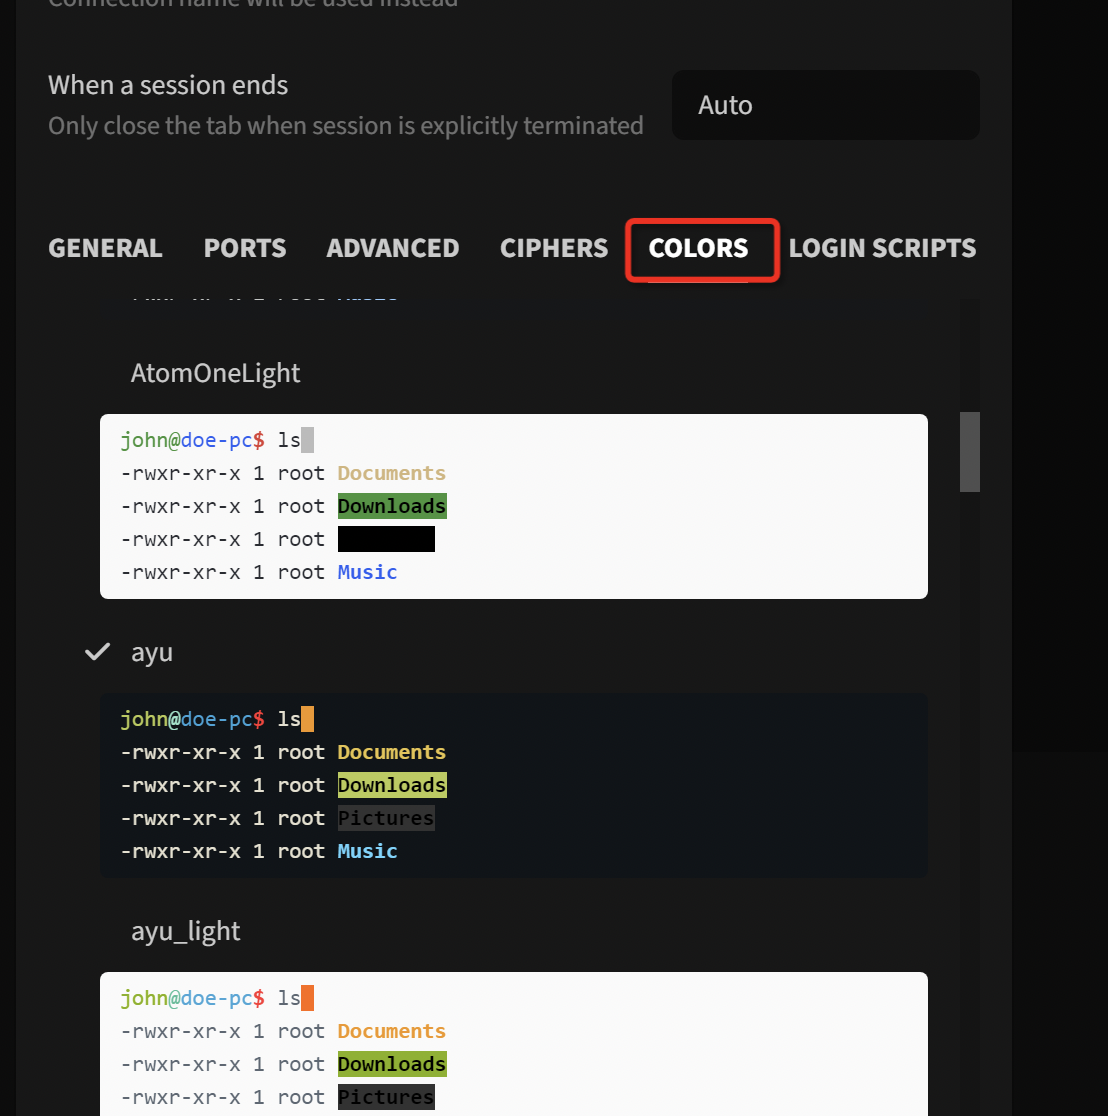 Connection name will be used instead
When a session ends
Auto
Only close the tab when session is explicitly terminated
GENERAL PORTS ADVANCED CIPHERS COLORS LOGIN SCRIPTS
AtomOneLight
john@doe-pc$ ls
-rwxr-xr-x 1 root Documents
-rwxr-xr-x 1 root Downloads
-rwxr-xr-x 1 root
-rwxr-xr-x 1 root Music
ayu
john@doe-pc$ ls
-rwxr-xr-x 1 root Documents
-rwxr-xr-x 1 root Downloads
-rwxr-xr-x 1 root Pictures
-rwxr-xr-x 1 root Music
ayu_light
john@doe-pc$ ls
-rwxr-xr-x 1 root Documents
-rwxr-xr-x 1 root Downloads
-rwxr-xr-x 1 root Pictures